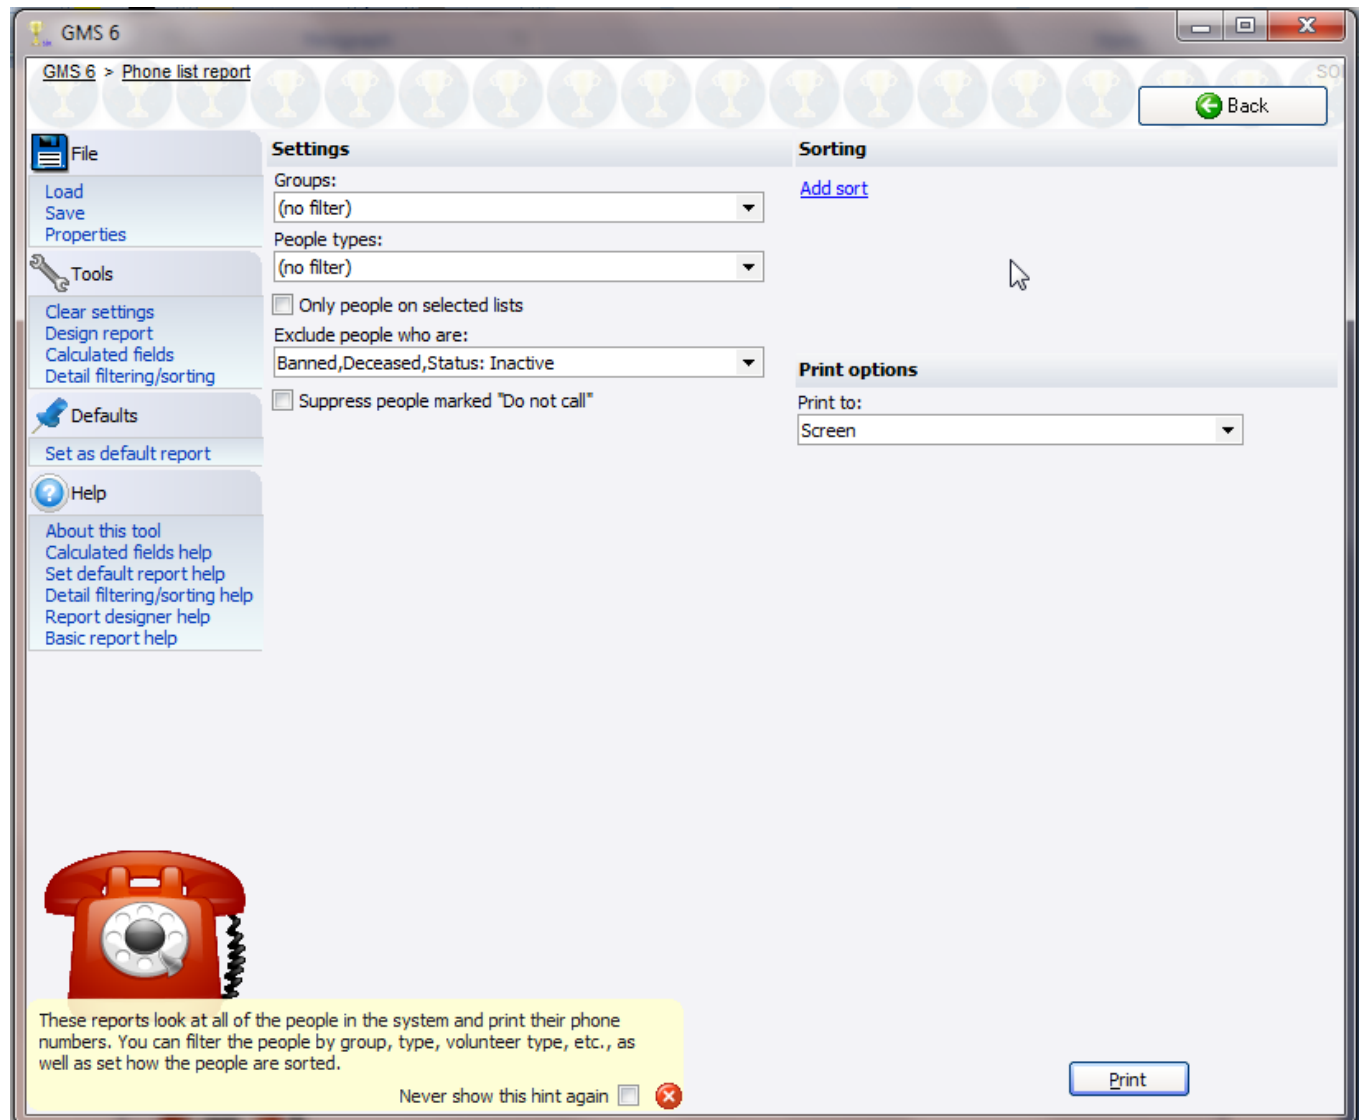 GMS 6
GMS 6 > Phone list report
Back
File
Load
Save
Properties
Tools
Clear settings
Design report
Calculated fields
Detail filtering/sorting
Defaults
Set as default report
Help
About this tool
Calculated fields help
Set default report help
Detail filtering/sorting help
Report designer help
Basic report help
Settings
Groups:
(no filter)
People types:
(no filter)
Only people on selected lists
Exclude people who are:
Banned,Deceased,Status: Inactive
Suppress people marked "Do not call"
Sorting
Add sort
Print options
Print to:
Screen
These reports look at all of the people in the system and print their phone
numbers. You can filter the people by group, type, volunteer type, etc., as
well as set how the people are sorted.
Never show this hint again
Print